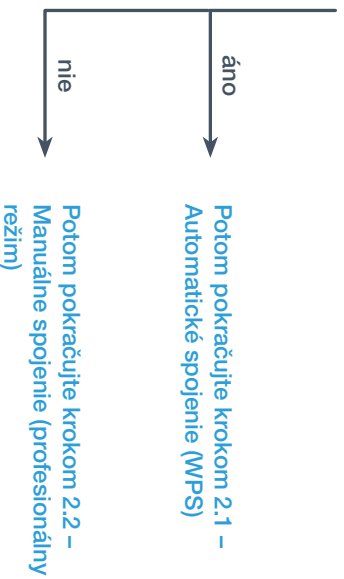 áno
Potom pokračujte krokom 2.1 –
Automatické spojenie (WPS)
nie
Potom pokračujte krokom 2.2 –
Manuálne spojenie (profesionálny
režim)